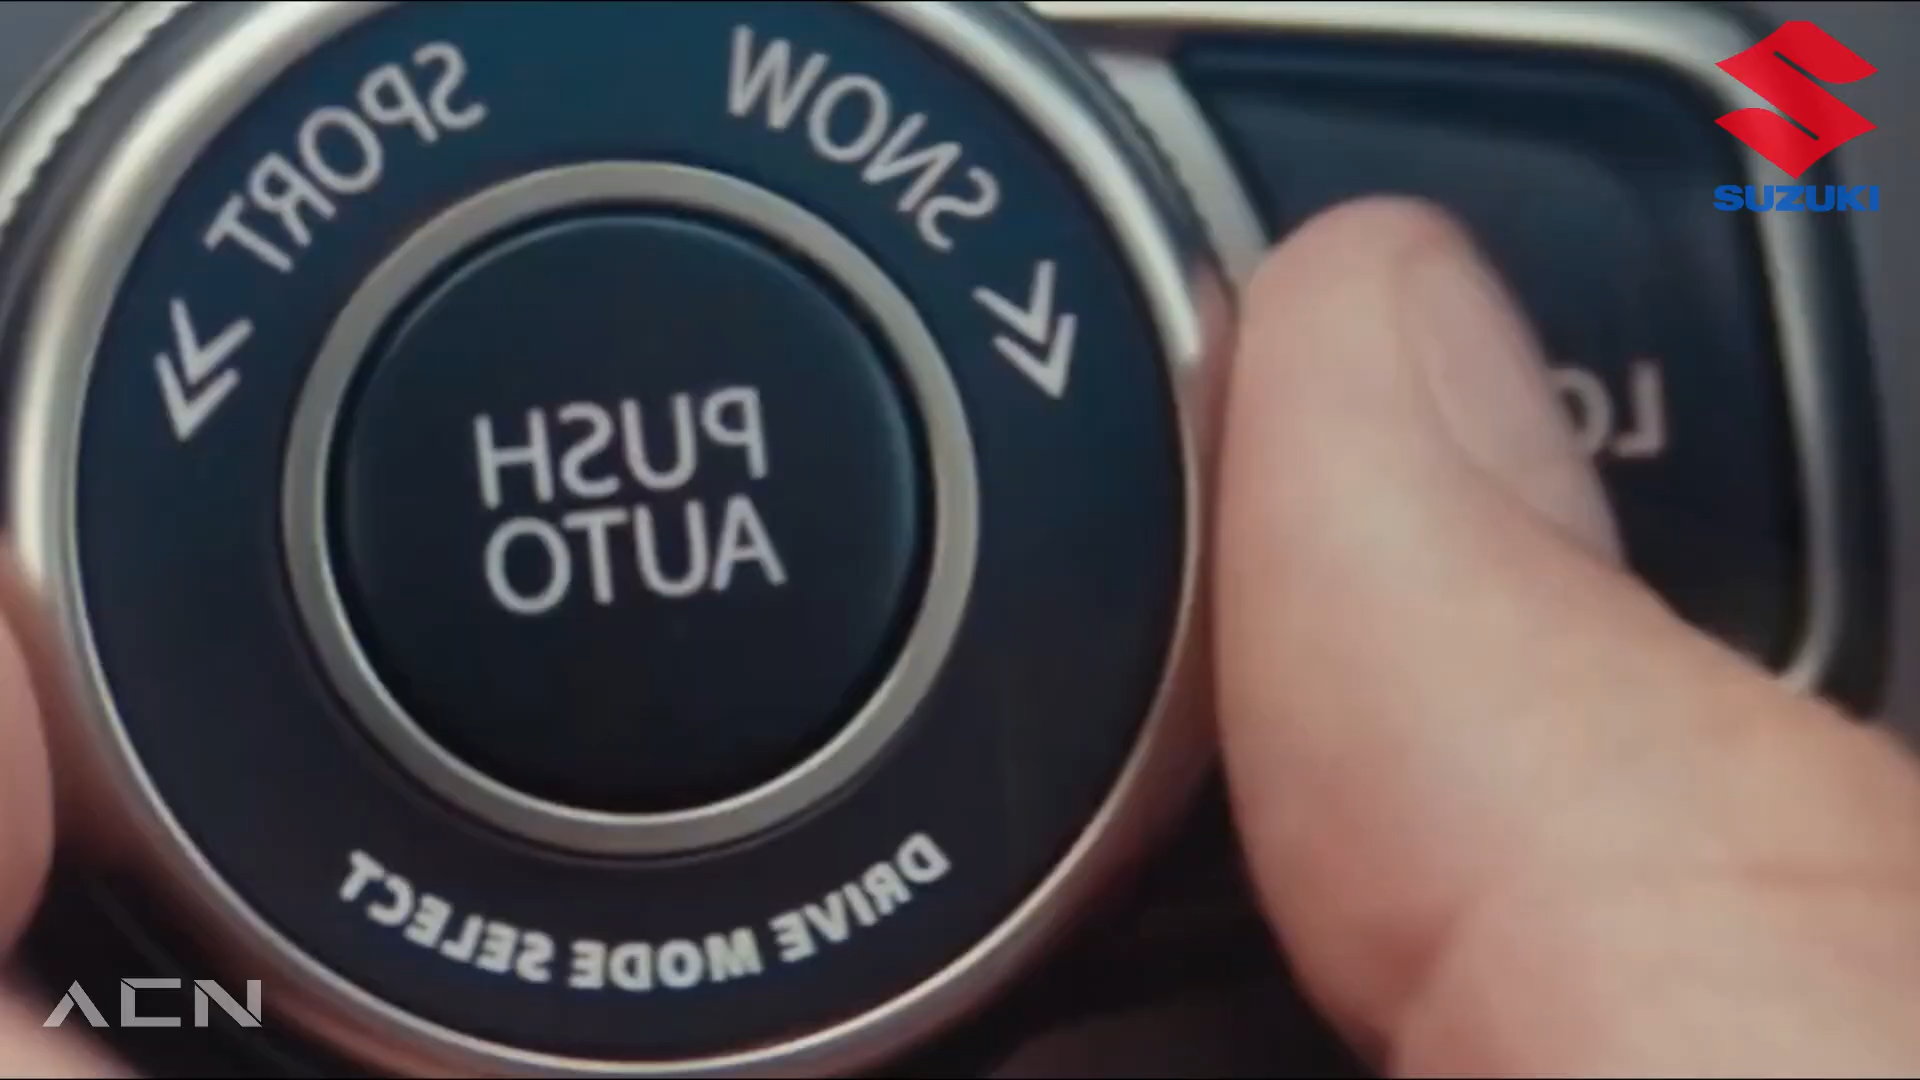 SPORT
SNOW
SUZUKI
PUSH
AUTO
DRIVE MODE SELECT
ACN